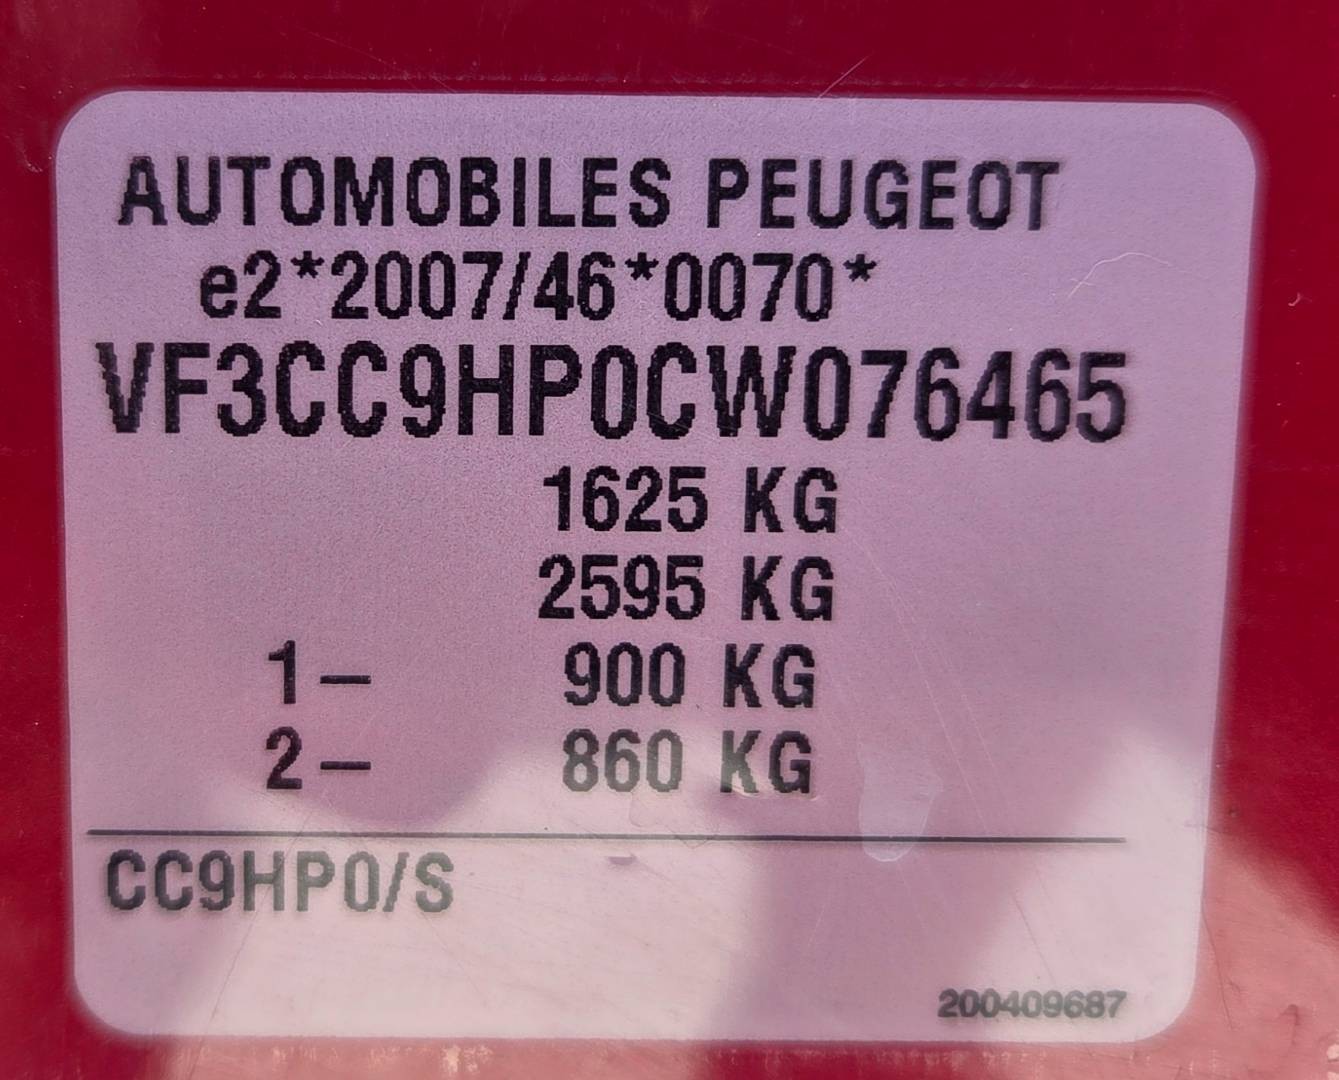 AUTOMOBILES PEUGEOT
e2*2007/46*0070*
VF3CC9HP0CW076465
1625 KG
2595 KG
1- 900 KG
2- 860 KG
CC9HP0/S
200409687